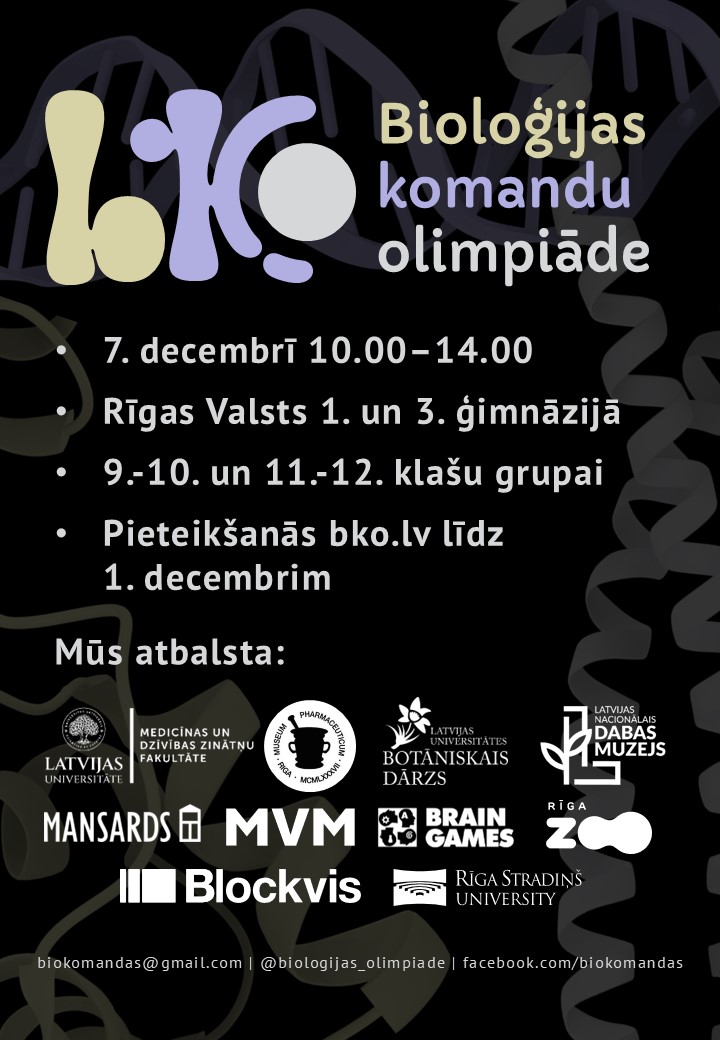 bko
Bioloģijas
komandu
olimpiāde
• 7. decembrī 10.00–14.00
• Rīgas Valsts 1. un 3. ģimnāzijā
• 9.-10. un 11.-12. klašu grupai
• Pieteikšanās bko.lv līdz
1. decembrim
Mūs atbalsta:
LATVIJAS
UNIVERSITĀTE
MEDICĪNAS UN
DZĪVĪBAS ZINĀTŅU
FAKULTĀTE
MUSEUM PHARMACEUTICUM
RIGA · MCMLXXXVII
LATVIJAS
UNIVERSITĀTES
BOTĀNISKAIS
DĀRZS
LATVIJAS
NACIONĀLAIS
DABAS
MUZEJS
MANSARDS
MVM
BRAIN
GAMES
RĪGA
ZOO
Blockvis
RĪGA STRADIŅŠ
UNIVERSITY
biokomandas@gmail.com | @biologijas_olimpiade | facebook.com/biokomandas